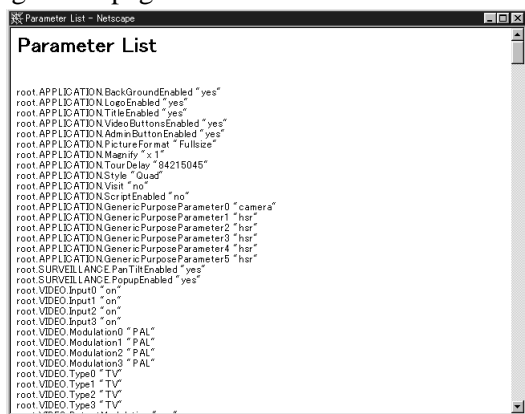 Parameter List - Netscape
Parameter List
root.APPLICATION.BackGroundEnabled "yes"
root.APPLICATION.LogoEnabled "yes"
root.APPLICATION.TitleEnabled "yes"
root.APPLICATION.VideoButtonsEnabled "yes"
root.APPLICATION.AdminButtonEnabled "yes"
root.APPLICATION.PictureFormat "Fullsize"
root.APPLICATION.Magnify "x 1"
root.APPLICATION.TourDelay "84215045"
root.APPLICATION.Style "Quad"
root.APPLICATION.Visit "no"
root.APPLICATION.ScriptEnabled "no"
root.APPLICATION.GenericPurposeParameter0 "camera"
root.APPLICATION.GenericPurposeParameter1 "hsr"
root.APPLICATION.GenericPurposeParameter2 "hsr"
root.APPLICATION.GenericPurposeParameter3 "hsr"
root.APPLICATION.GenericPurposeParameter4 "hsr"
root.APPLICATION.GenericPurposeParameter5 "hsr"
root.SURVEILLANCE.PanTiltEnabled "yes"
root.SURVEILLANCE.PopupEnabled "yes"
root.VIDEO.Input0 "on"
root.VIDEO.Input1 "on"
root.VIDEO.Input2 "on"
root.VIDEO.Input3 "on"
root.VIDEO.Modulation0 "PAL"
root.VIDEO.Modulation1 "PAL"
root.VIDEO.Modulation2 "PAL"
root.VIDEO.Modulation3 "PAL"
root.VIDEO.Type0 "TV"
root.VIDEO.Type1 "TV"
root.VIDEO.Type2 "TV"
root.VIDEO.Type3 "TV"